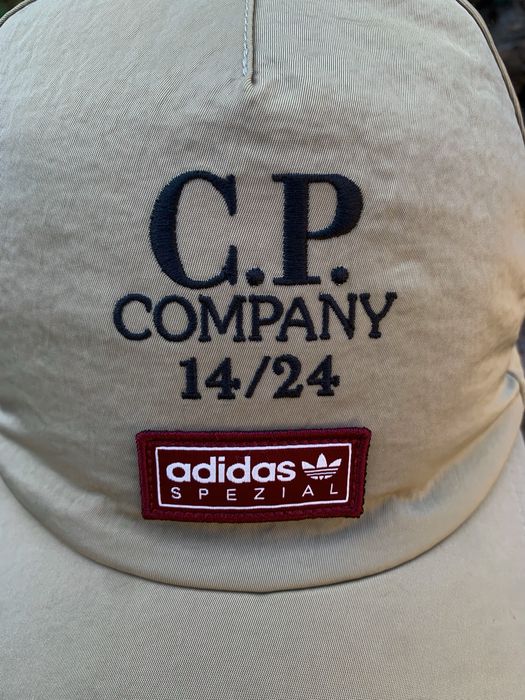 C.P.
COMPANY
14/24
adidas
SPEZIAL